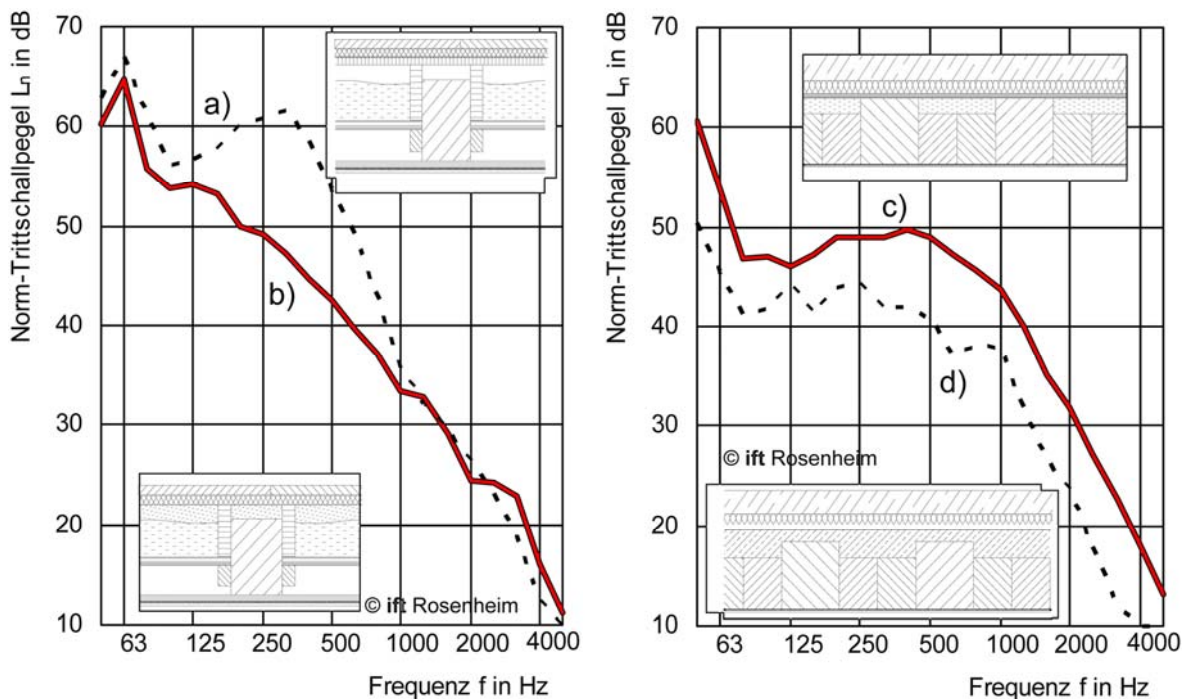 Norm-Trittschallpegel Ln in dB
70
60
50
40
30
20
10
a)
b)
© ift Rosenheim
63 125 250 500 1000 2000 4000
Frequenz f in Hz
Norm-Trittschallpegel Ln in dB
70
60
50
40
30
20
10
c)
d)
© ift Rosenheim
63 125 250 500 1000 2000 4000
Frequenz f in Hz